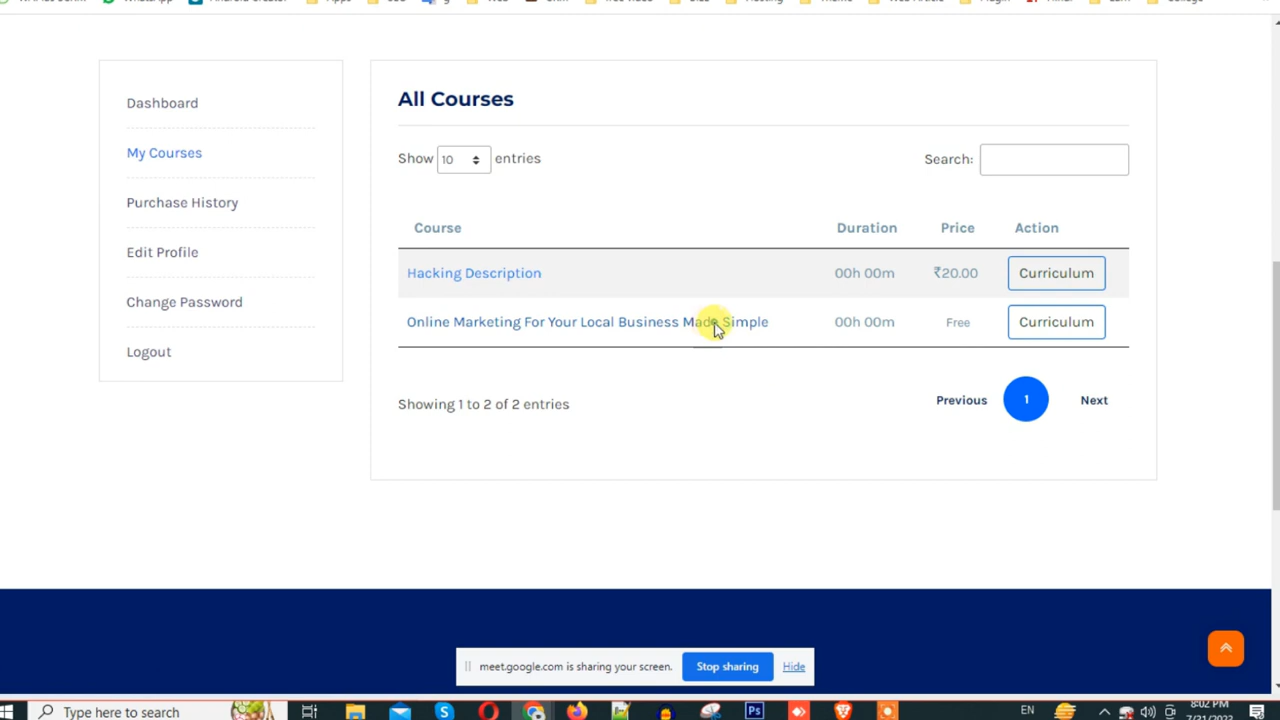 Dashboard
My Courses
Purchase History
Edit Profile
Change Password
Logout
All Courses
Show 10 entries
Search:
Course Duration Price Action
Hacking Description 00h 00m ₹20.00 Curriculum
Online Marketing For Your Local Business Made Simple 00h 00m Free Curriculum
Showing 1 to 2 of 2 entries
Previous 1 Next
meet.google.com is sharing your screen. Stop sharing Hide
Type here to search
EN
8:02 PM